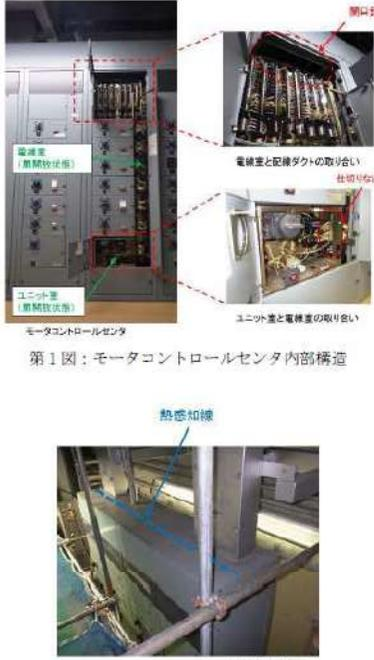 開口
電線室
(扉開放状態)
電線室と配線ダクトの取り合い
仕切りな
ユニット室
(扉開放状態)
ユニット室と電線室の取り合い
モータコントロールセンタ
第1図：モータコントロールセンタ内部構造
熱感知線